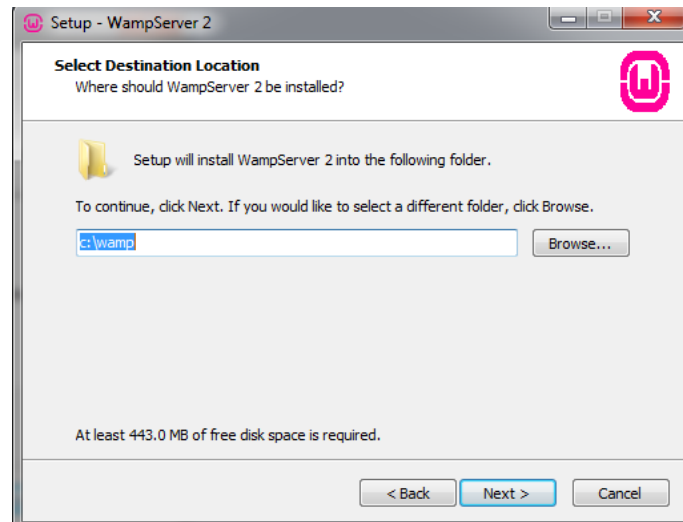 Setup - WampServer 2
Select Destination Location
Where should WampServer 2 be installed?
Setup will install WampServer 2 into the following folder.
To continue, click Next. If you would like to select a different folder, click Browse.
c:\wamp
Browse...
At least 443.0 MB of free disk space is required.
< Back
Next >
Cancel